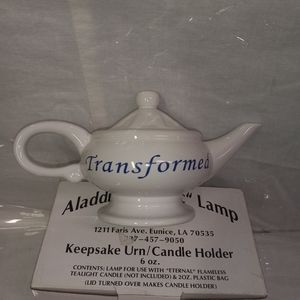 Transformed
Aladdi
" Lamp
1211 Faris Ave. Eunice, LA 70535
37-457-9050
Keepsake Urn/Candle Holder
6 oz.
CONTENTS: LAMP FOR USE WITH "ETERNAL" FLAMELESS
TEALIGHT CANDLE (NOT INCLUDED) & 2OZ. PLASTIC BAG
(LID TURNED OVER MAKES CANDLE HOLDER)